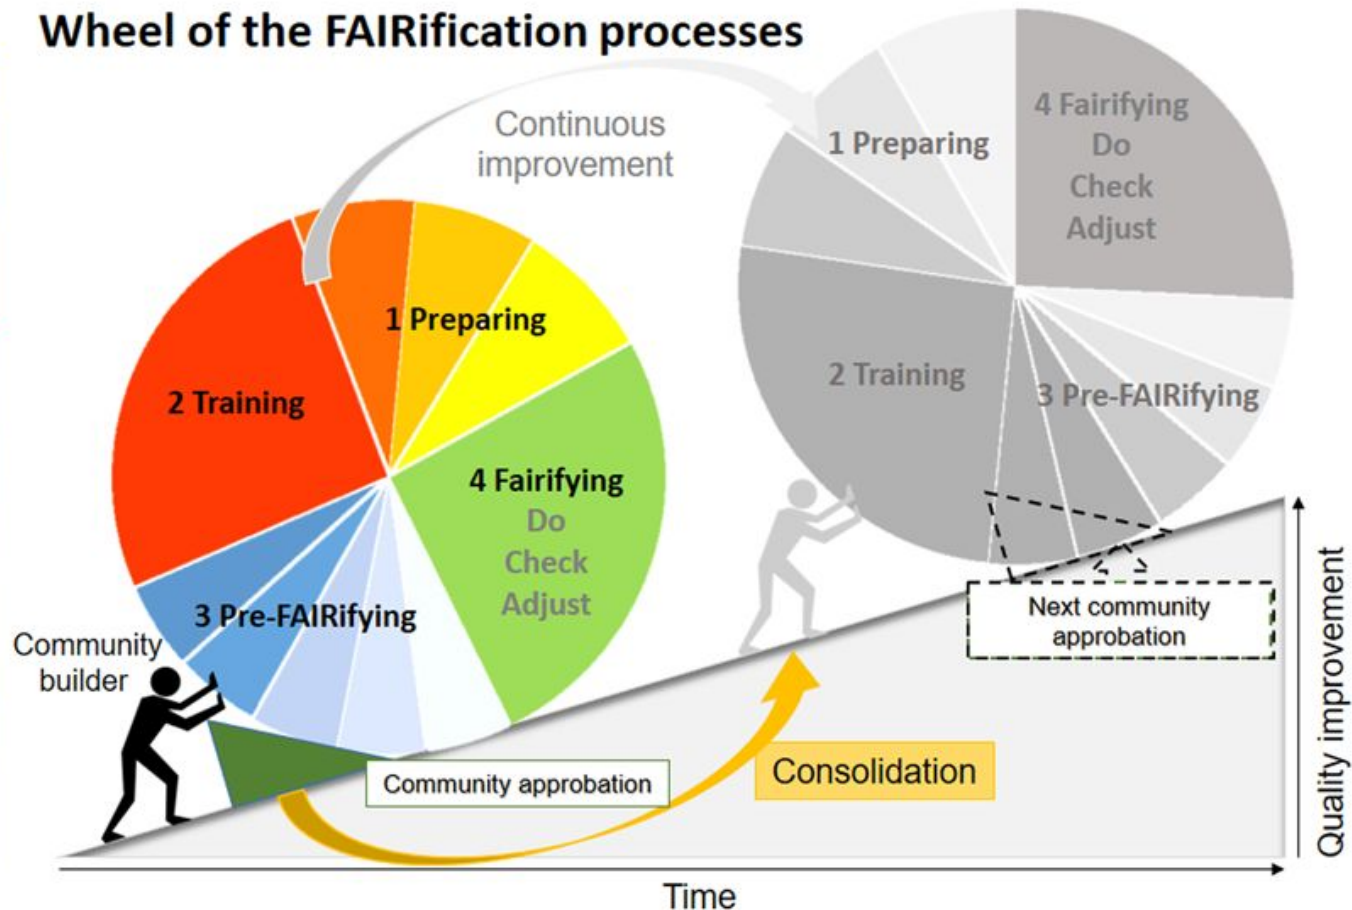 Wheel of the FAIRification processes
Continuous
improvement
1 Preparing
2 Training
4 Fairifying
Do
Check
Adjust
3 Pre-FAIRifying
1 Preparing
4 Fairifying
Do
Check
Adjust
2 Training
3 Pre-FAIRifying
Community
builder
Community approbation
Consolidation
Next community
approbation
Quality improvement
Time